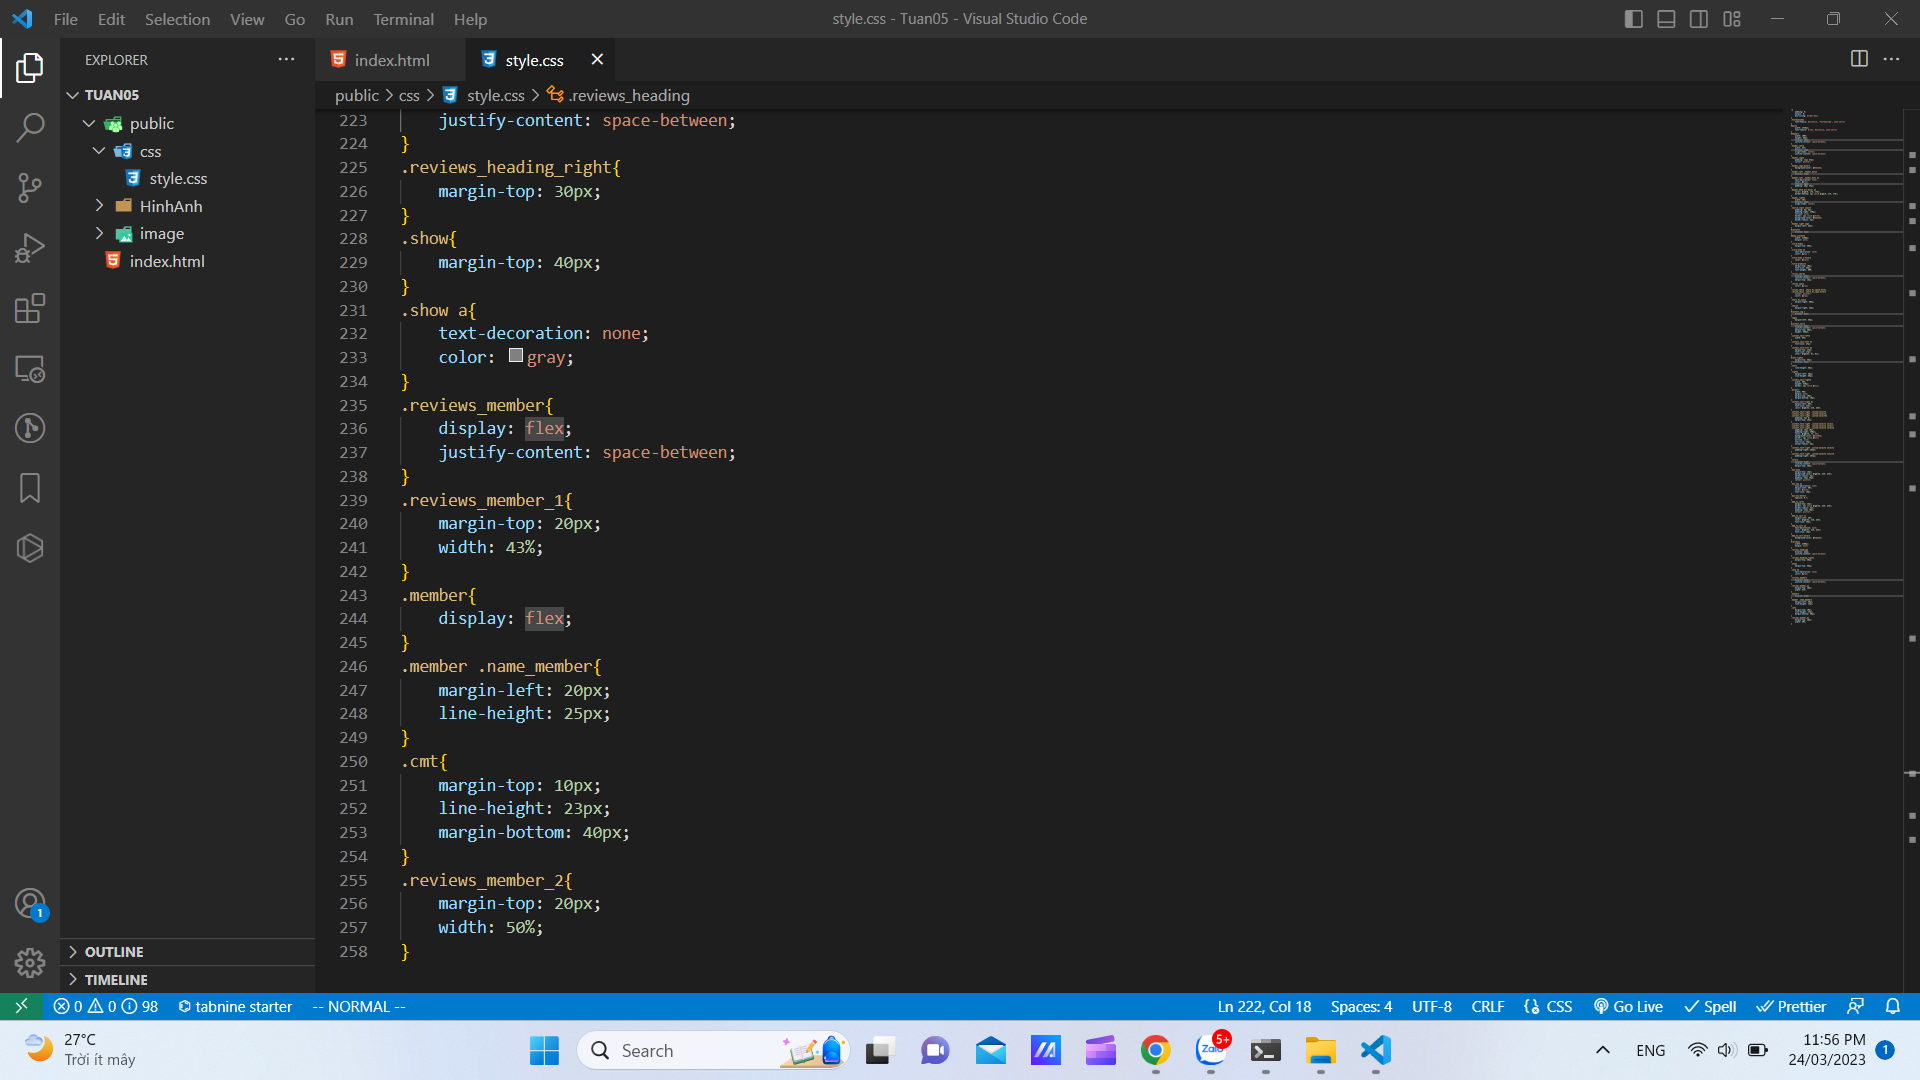 File Edit Selection View Go Run Terminal Help
style.css - Tuan05 - Visual Studio Code
EXPLORER
index.html
style.css
TUAN05
public
css
style.css
HinhAnh
image
index.html
OUTLINE
TIMELINE
public > css > style.css > .reviews_heading
223 justify-content: space-between;
224 }
225 .reviews_heading_right{
226 margin-top: 30px;
227 }
228 .show{
229 margin-top: 40px;
230 }
231 .show a{
232 text-decoration: none;
233 color: gray;
234 }
235 .reviews_member{
236 display: flex;
237 justify-content: space-between;
238 }
239 .reviews_member_1{
240 margin-top: 20px;
241 width: 43%;
242 }
243 .member{
244 display: flex;
245 }
246 .member .name_member{
247 margin-left: 20px;
248 line-height: 25px;
249 }
250 .cmt{
251 margin-top: 10px;
252 line-height: 23px;
253 margin-bottom: 40px;
254 }
255 .reviews_member_2{
256 margin-top: 20px;
257 width: 50%;
258 }
1
0 0 98 tabnine starter -- NORMAL --
Ln 222, Col 18 Spaces: 4 UTF-8 CRLF CSS Go Live Spell Prettier
27°C
Trời ít mây
Search
Zalo
5+
ENG
11:56 PM
24/03/2023
1